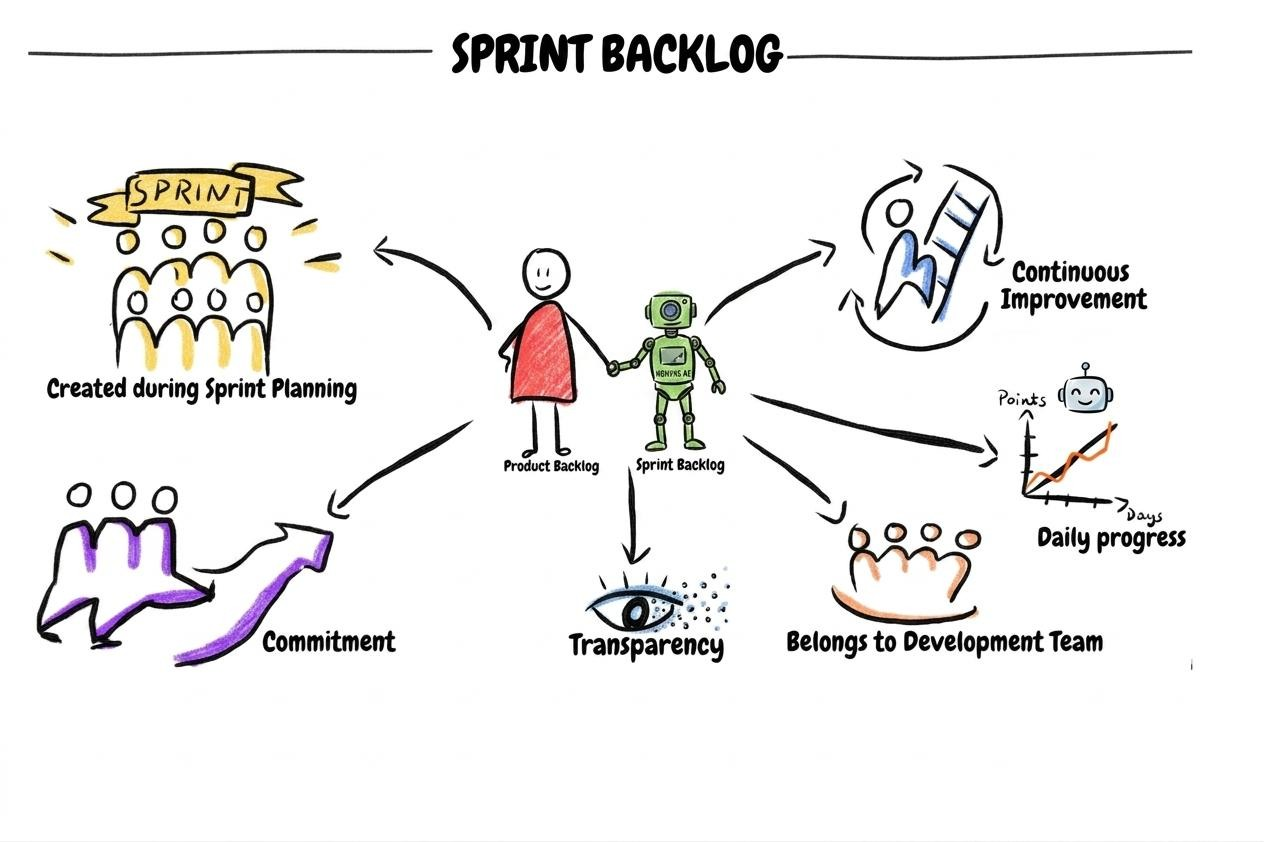 SPRINT BACKLOG
SPRINT
Created during Sprint Planning
Continuous
Improvement
Points
Days
Daily progress
Product Backlog
Sprint Backlog
Commitment
Transparency
Belongs to Development Team